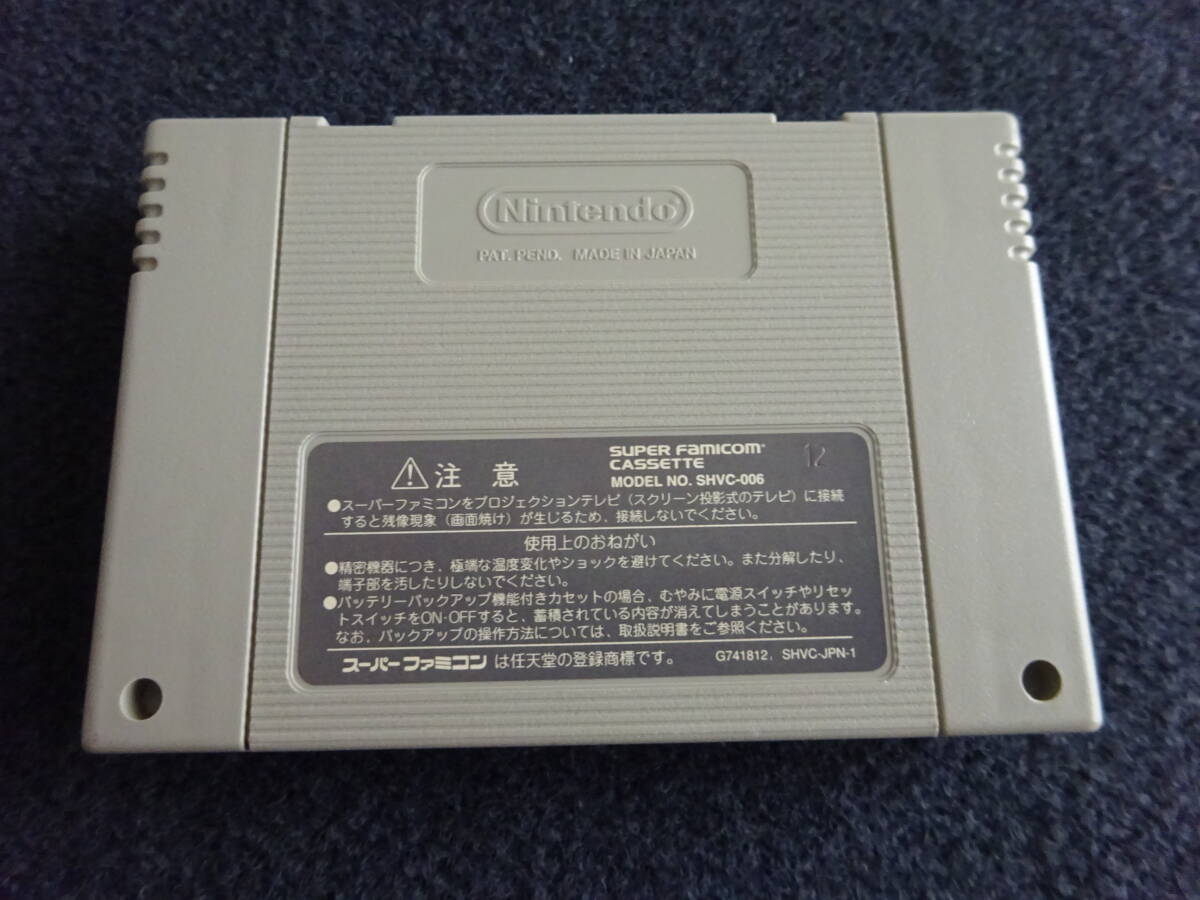 Nintendo®
PAT. PEND. MADE IN JAPAN
⚠注意
SUPER FAMICOM™
CASSETTE
MODEL NO. SHVC-006
12
●スーパーファミコンをプロジェクションテレビ(スクリーン投影式のテレビ)に接続
すると残像現象(画面焼け)が生じるため、接続しないでください。
使用上のおねがい
●精密機器につき、極端な温度変化やショックを避けてください。また分解したり、
端子部を汚したりしないでください。
●バッテリーバックアップ機能付きカセットの場合、むやみに電源スイッチやリセッ
トスイッチをON・OFFすると、蓄積されている内容が消えてしまうことがあります。
なお、バックアップの操作方法については、取扱説明書をご参照ください。
スーパーファミコン は任天堂の登録商標です。 G741812, SHVC-JPN-1